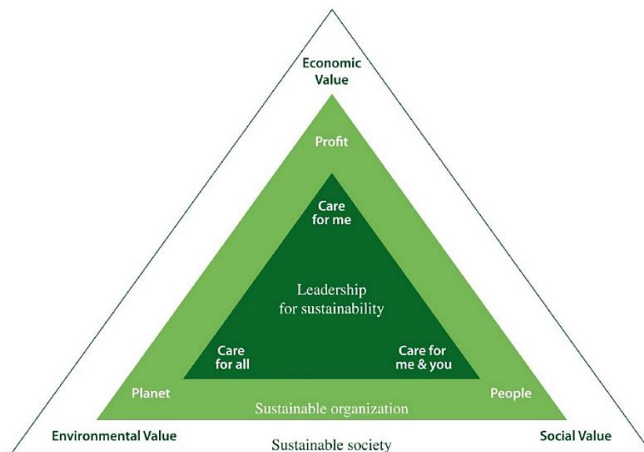 Economic
Value
Profit
Care
for me
Leadership
for sustainability
Care
for all
Care for
me & you
Planet
People
Sustainable organization
Environmental Value
Social Value
Sustainable society